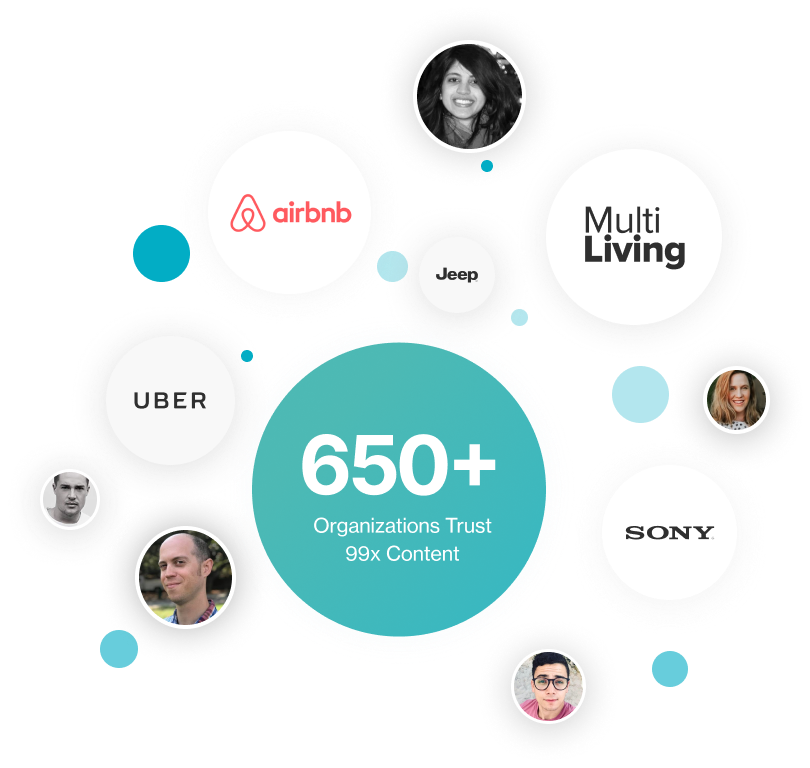 airbnb
Multi
Living
Jeep
UBER
650+
Organizations Trust
99x Content
SONY